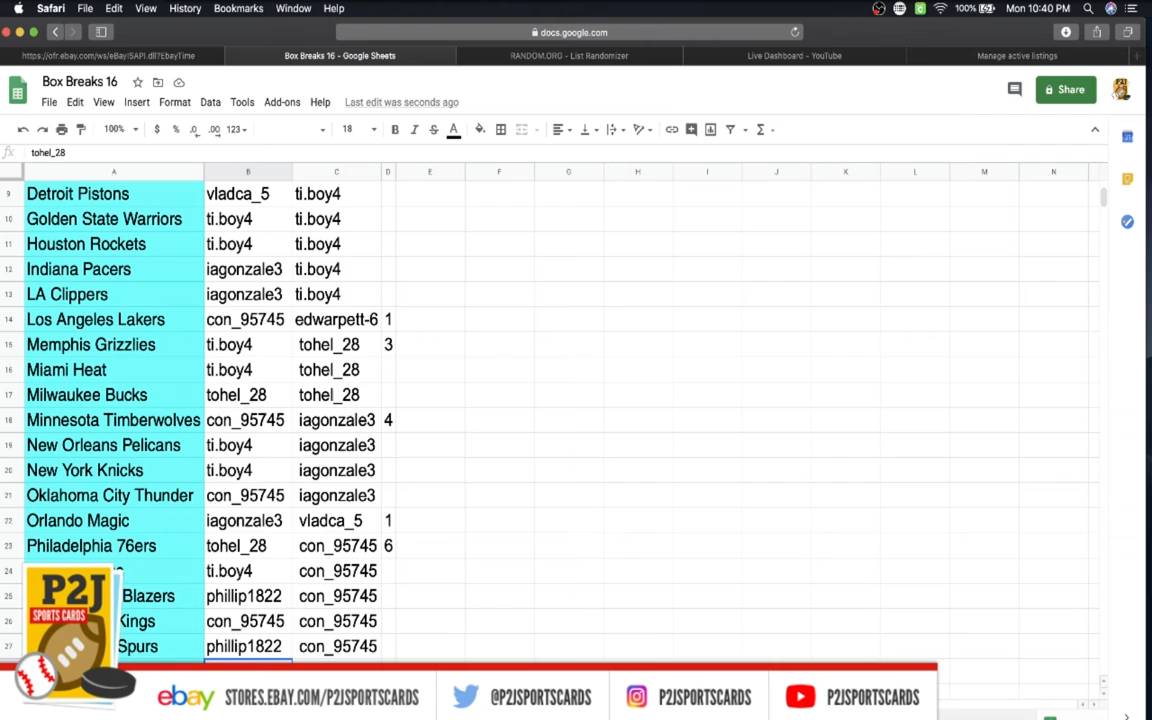 Safari File Edit View History Bookmarks Window Help 100% Mon 10:40 PM
docs.google.com
https://ofr.ebay.com/ws/eBayISAPI.dll?EbayTime Box Breaks 16 - Google Sheets RANDOM.ORG - List Randomizer Live Dashboard - YouTube Manage active listings
Box Breaks 16
File Edit View Insert Format Data Tools Add-ons Help Last edit was seconds ago Share
100% $ % .0 .00 123 18 B I S A
fx tohel_28
A B C D E F G H I J K L M N
9 Detroit Pistons vladca_5 ti.boy4
10 Golden State Warriors ti.boy4 ti.boy4
11 Houston Rockets ti.boy4 ti.boy4
12 Indiana Pacers iagonzale3 ti.boy4
13 LA Clippers iagonzale3 ti.boy4
14 Los Angeles Lakers con_95745 edwarpett-6 1
15 Memphis Grizzlies ti.boy4 tohel_28 3
16 Miami Heat ti.boy4 tohel_28
17 Milwaukee Bucks tohel_28 tohel_28
18 Minnesota Timberwolves con_95745 iagonzale3 4
19 New Orleans Pelicans ti.boy4 iagonzale3
20 New York Knicks ti.boy4 iagonzale3
21 Oklahoma City Thunder con_95745 iagonzale3
22 Orlando Magic iagonzale3 vladca_5 1
23 Philadelphia 76ers tohel_28 con_95745 6
24 ti.boy4 con_95745
25 Blazers phillip1822 con_95745
26 Kings con_95745 con_95745
27 Spurs phillip1822 con_95745
P2J
SPORTS CARDS
ebay STORES.EBAY.COM/P2JSPORTSCARDS @P2JSPORTSCARDS P2JSPORTSCARDS P2JSPORTSCARDS